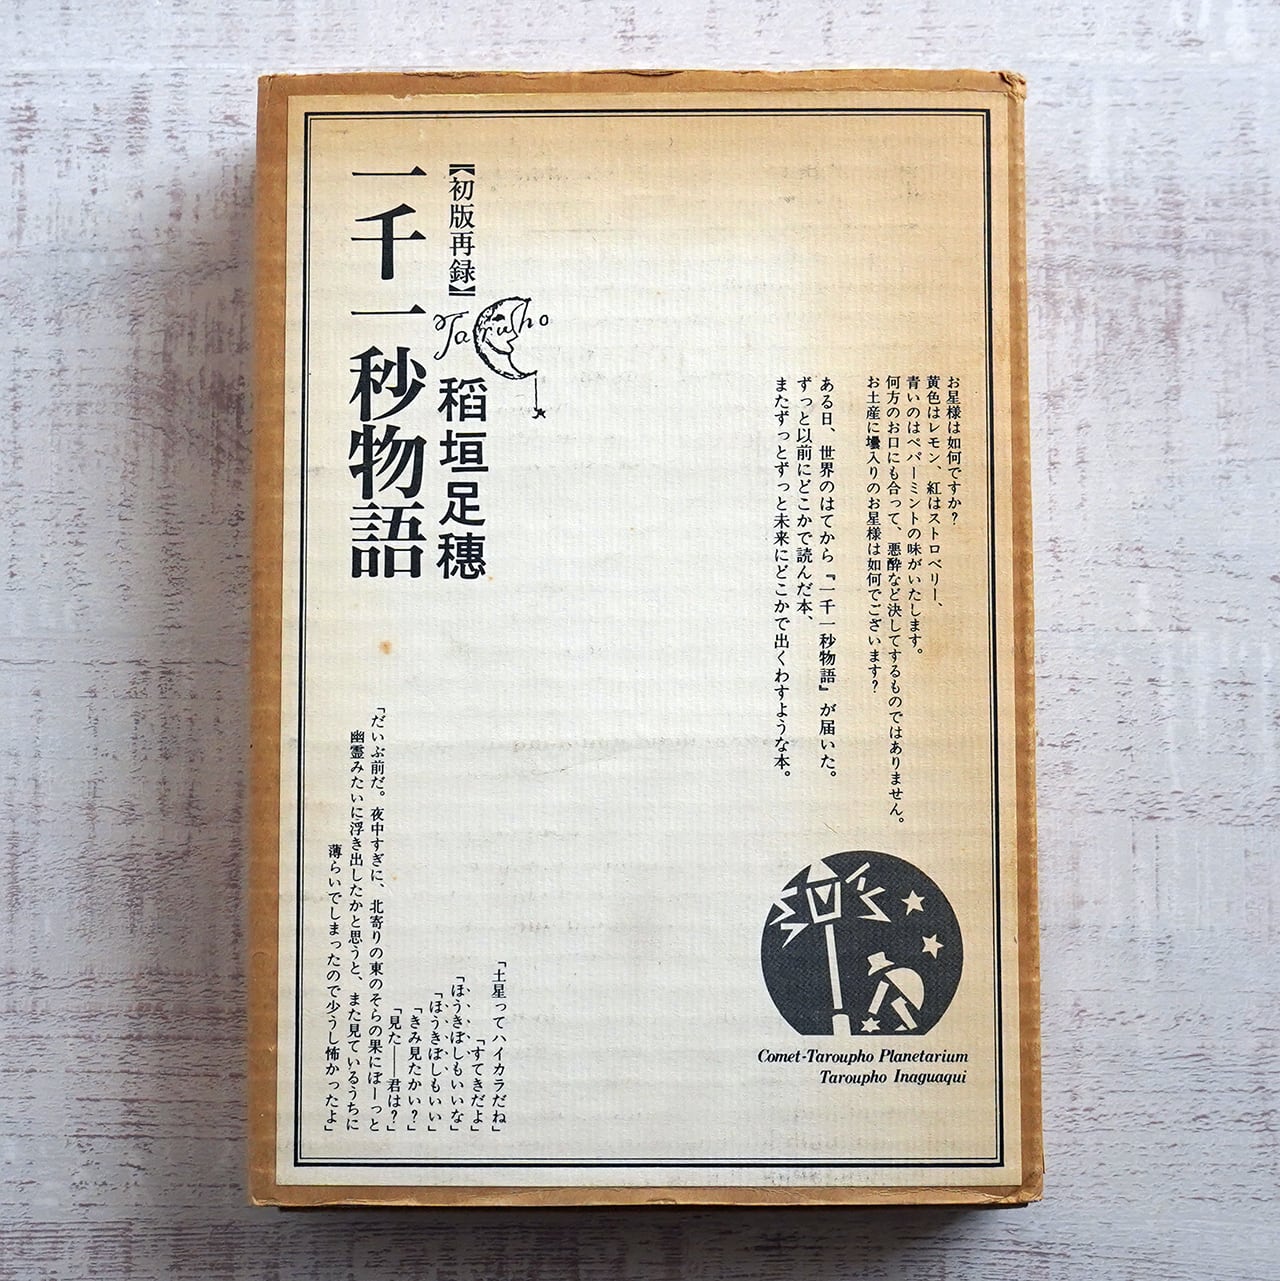 お星様は如何ですか?
黄色はレモン、紅はストロベリー、
青いのはペパーミントの味がいたします。
何方のお口にも合って、悪酔など決してするものではありません。
お土産に壜入りのお星様は如何でございます?
ある日、世界のはてから『一千一秒物語』が届いた。
ずっと以前にどこかで読んだ本、
またずっとずっと未来にどこかで出くわすような本。
Comet-Taroupho Planetarium
Taroupho Inaguaqui
【初版再録】
Taruho
稲垣足穂
一千一秒物語
「土星ってハイカラだね」
「すてきだよ」
「ほうきぼしもいいな」
「ほうきぼしもいい」
「きみ見たかい?」
「見た――君は?」
「だいぶ前だ。夜中すぎに、北寄りの東のそらの果にぼーっと
幽霊みたいに浮き出したかと思うと、また見ているうちに
薄らいでしまったので少うし怖かったよ」